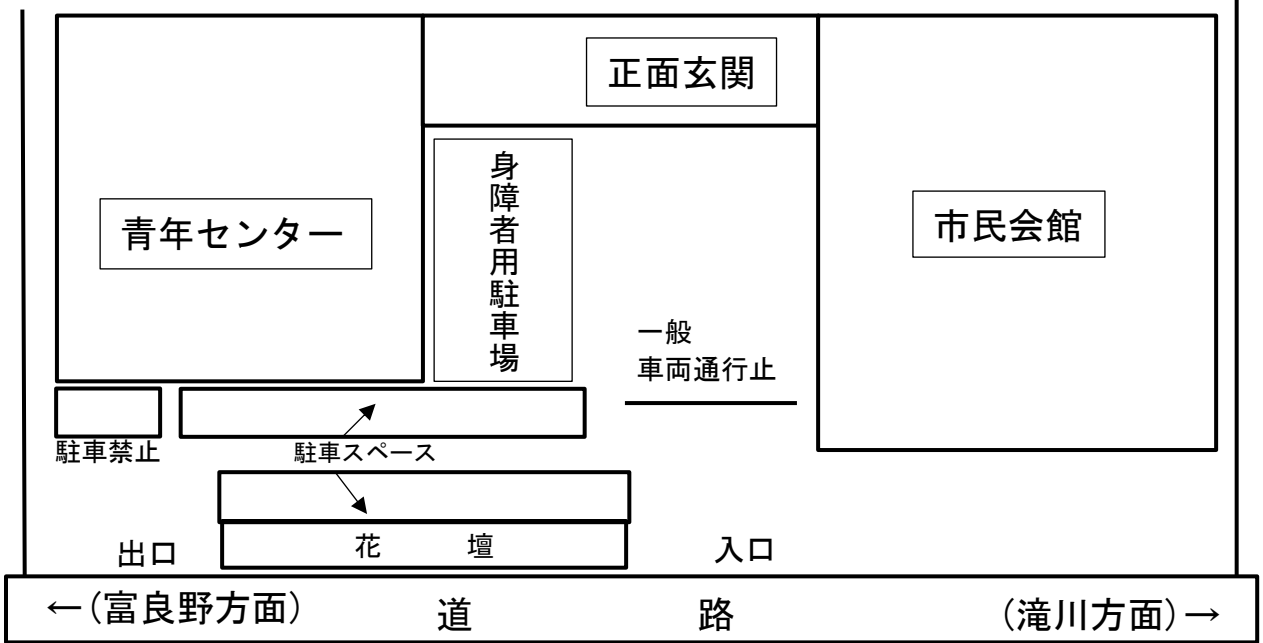 正面玄関
身障者用駐車場
青年センター
市民会館
一般
車両通行止
駐車禁止
駐車スペース
花 壇
出口
入口
←(富良野方面) 道 路 (滝川方面)→